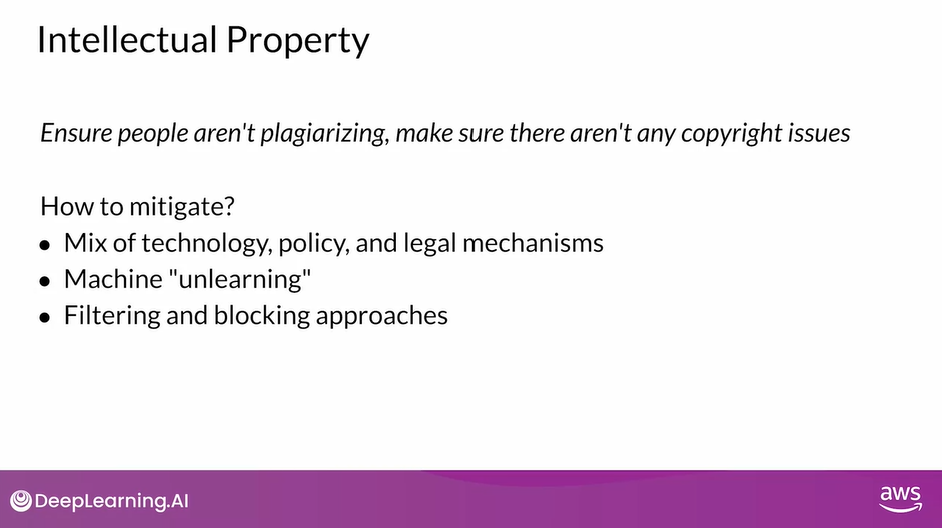 Intellectual Property
Ensure people aren't plagiarizing, make sure there aren't any copyright issues
How to mitigate?
● Mix of technology, policy, and legal mechanisms
● Machine "unlearning"
● Filtering and blocking approaches
DeepLearning.AI
aws